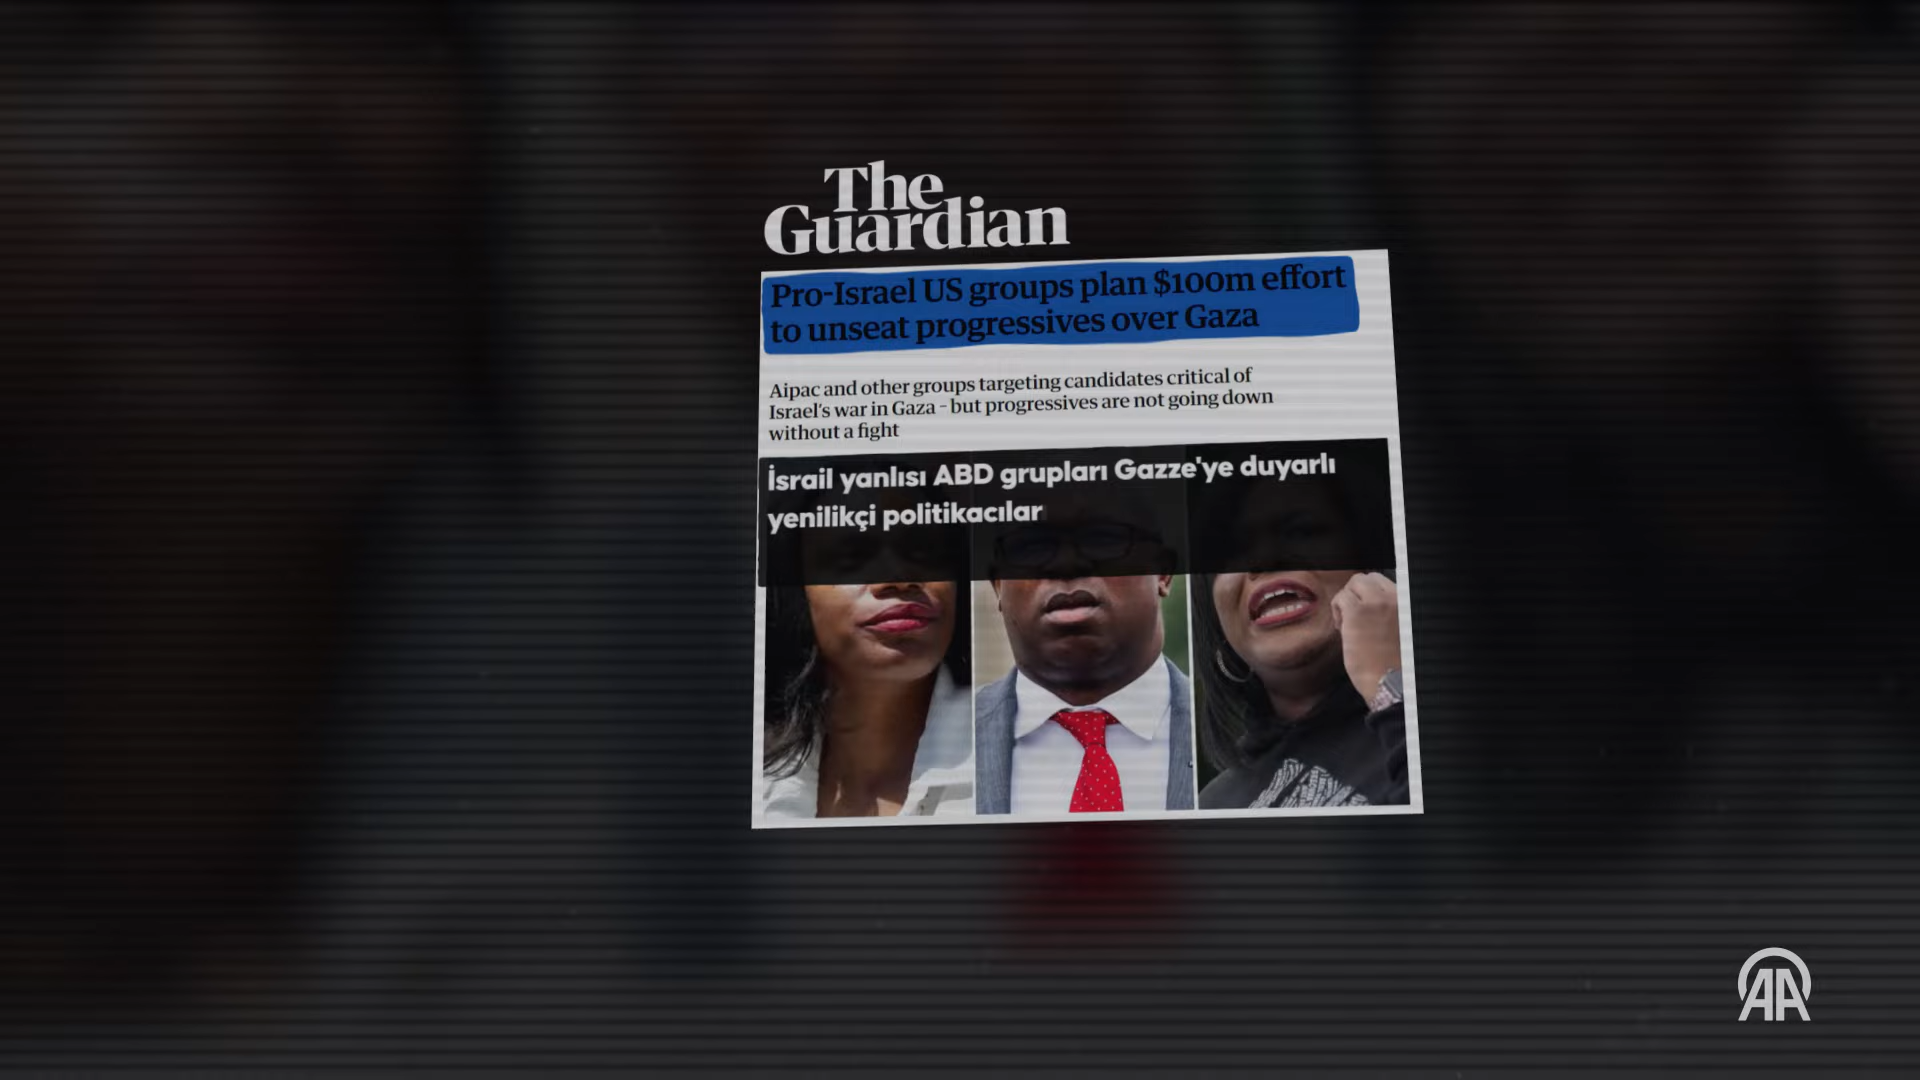 The
Guardian
Pro-Israel US groups plan $100m effort
to unseat progressives over Gaza
Aipac and other groups targeting candidates critical of
Israel's war in Gaza – but progressives are not going down
without a fight
İsrail yanlısı ABD grupları Gazze'ye duyarlı
yenilikçi politikacılar
AA